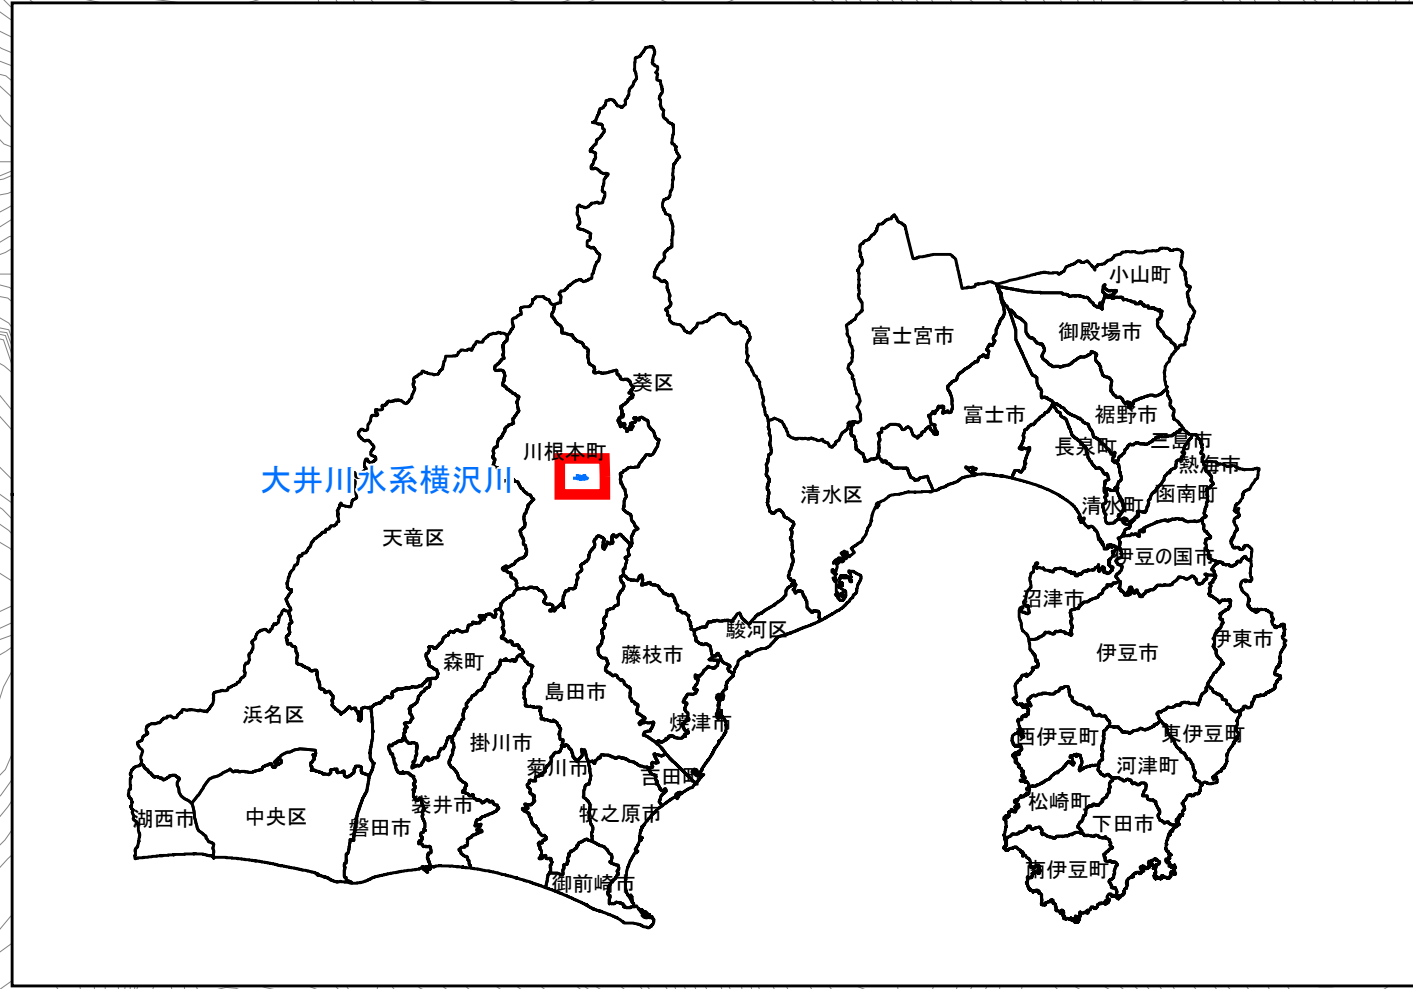 小山町
御殿場市
富士宮市
葵区
裾野市
富士市
三島市
長泉町
川根本町
熱海市
大井川水系横沢川
清水区
函南町
清水町
天竜区
伊豆の国市
沼津市
駿河区
伊東市
藤枝市
伊豆市
森町
島田市
浜名区
焼津市
東伊豆町
西伊豆町
掛川市
河津町
菊川市
吉田町
松崎町
袋井市
牧之原市
中央区
湖西市
下田市
磐田市
南伊豆町
御前崎市